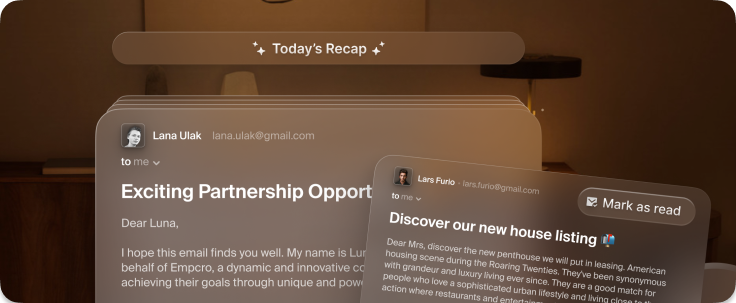 Today's Recap
Lana Ulak lana.ulak@gmail.com
to me
Exciting Partnership Opport
Dear Luna,
I hope this email finds you well. My name is Lu
behalf of Empcro, a dynamic and innovative co
achieving their goals through unique and pow
Lars Furio - lars.furio@gmail.com
to me
Mark as read
Discover our new house listing
Dear Mrs, discover the new penthouse we will put in leasing. American
housing scene during the Roaring Twenties. They've been synonymous
with grandeur and luxury living ever since. They are a good match for
people who love a sophisticated urban lifestyle and living close to the
action where restaurants and